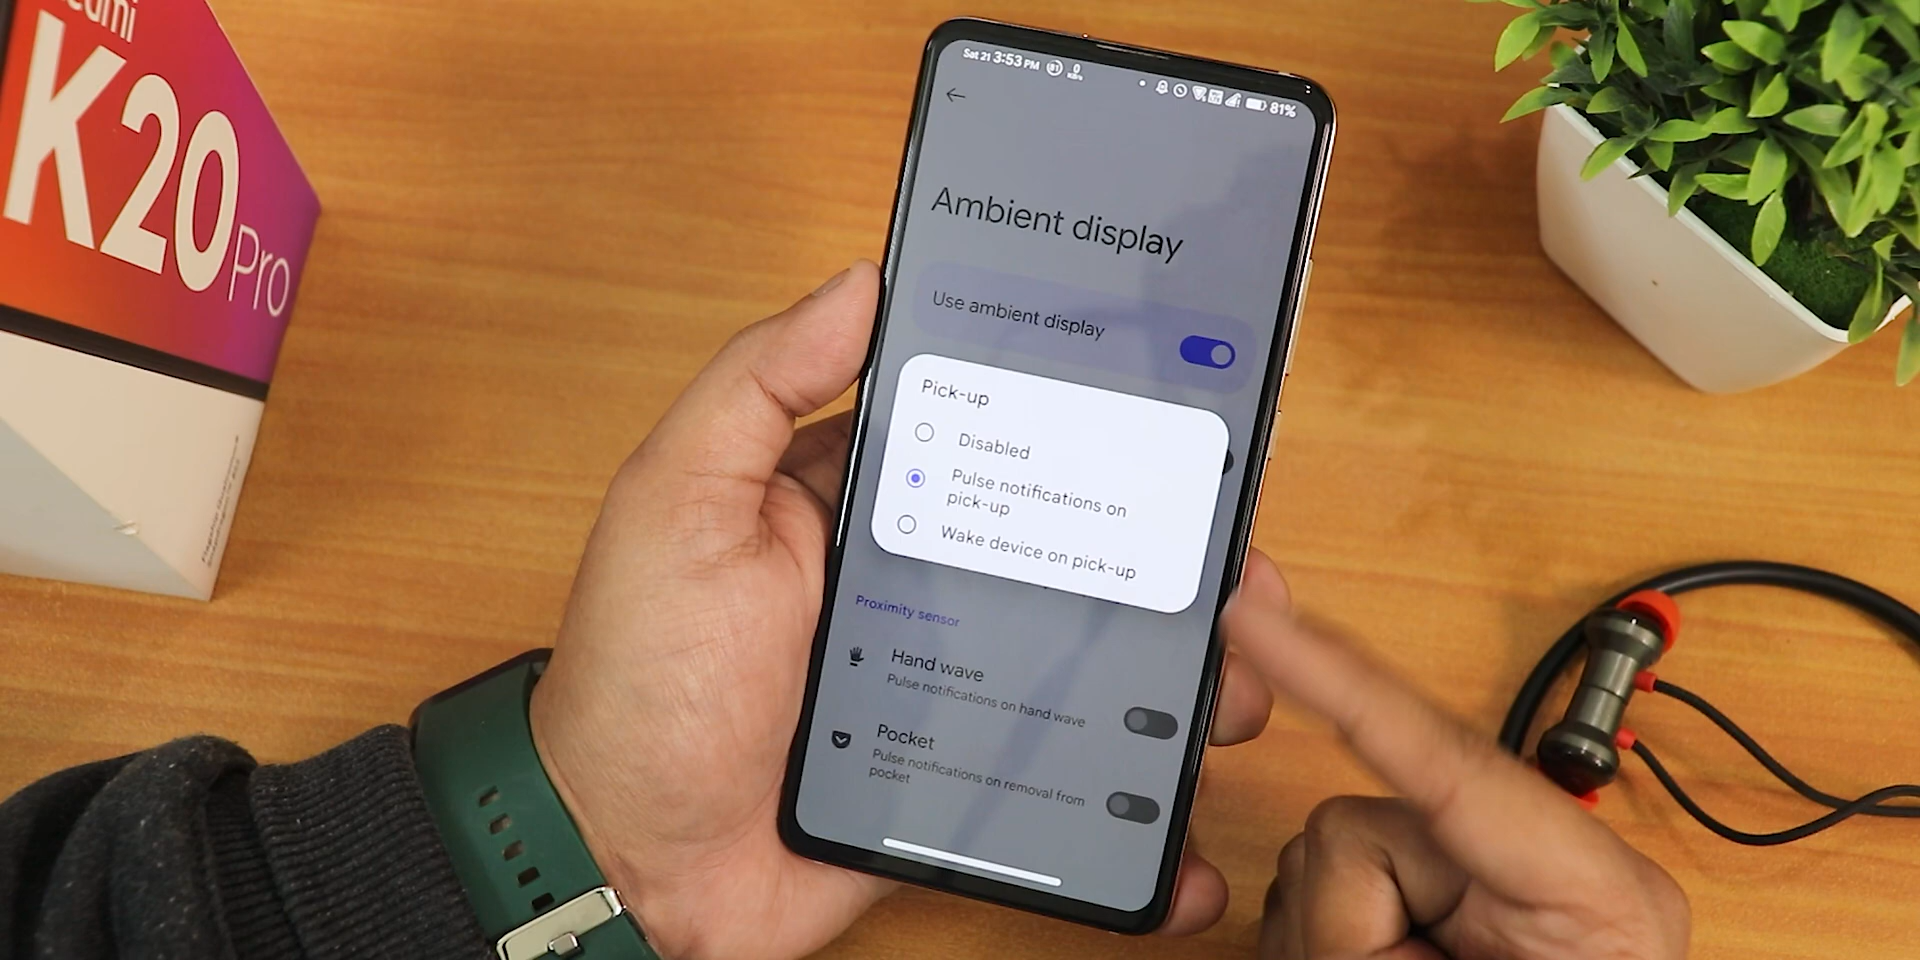 K20 Pro
Sat 21 3:53 PM
81
0
81%
Ambient display
Use ambient display
Pick-up
Disabled
Pulse notifications on
pick-up
Wake device on pick-up
Proximity sensor
Hand wave
Pulse notifications on hand wave
Pocket
Pulse notifications on removal from
pocket